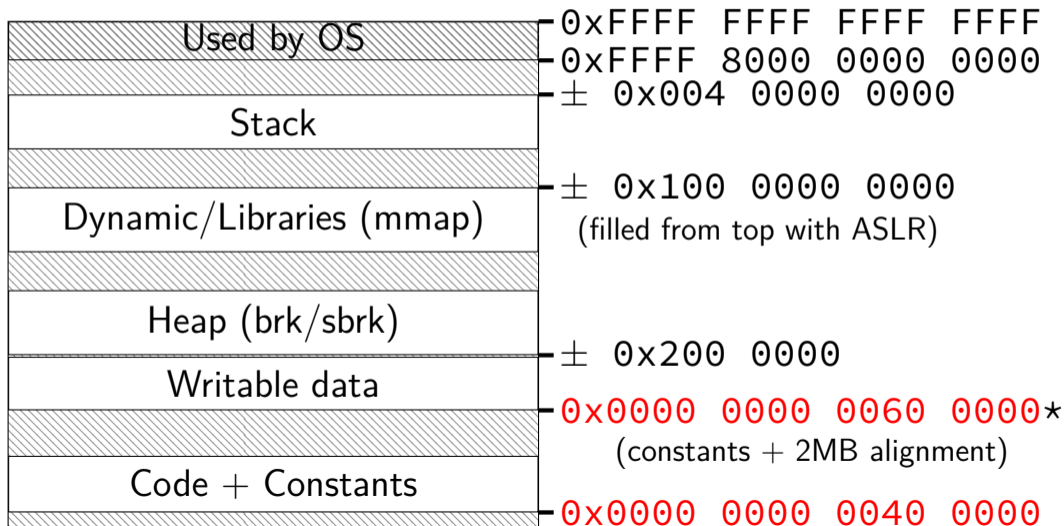 Used by OS
0xFFFF FFFF FFFF FFFF
0xFFFF 8000 0000 0000
± 0x004 0000 0000
Stack
± 0x100 0000 0000
Dynamic/Libraries (mmap)
(filled from top with ASLR)
Heap (brk/sbrk)
± 0x200 0000
Writable data
0x0000 0000 0060 0000*
(constants + 2MB alignment)
Code + Constants
0x0000 0000 0040 0000